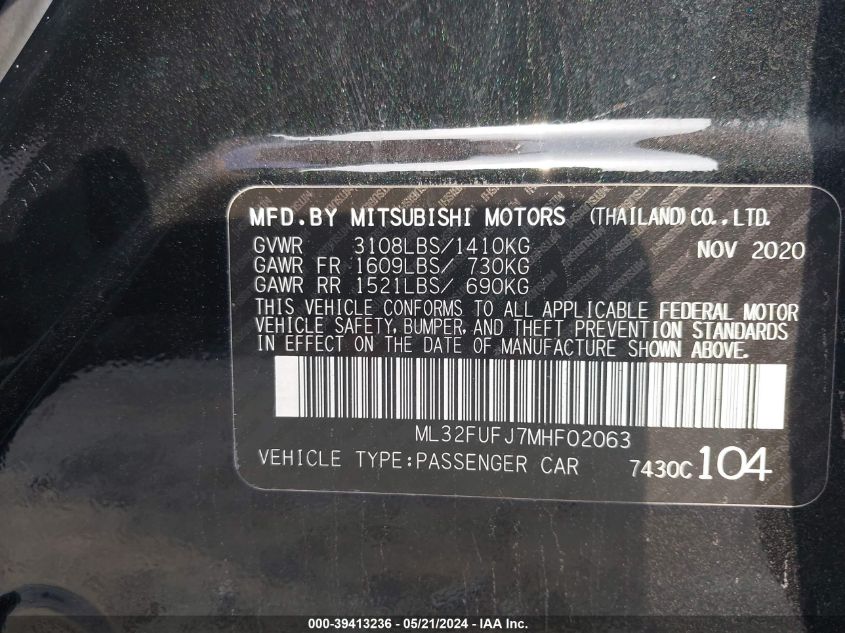 MFD.BY MITSUBISHI MOTORS (THAILAND)CO.,LTD.
GVWR 3108LBS/1410KG NOV 2020
GAWR FR 1609LBS/ 730KG
GAWR RR 1521LBS/ 690KG
THIS VEHICLE CONFORMS TO ALL APPLICABLE FEDERAL MOTOR
VEHICLE SAFETY, BUMPER, AND THEFT PREVENTION STANDARDS
IN EFFECT ON THE DATE OF MANUFACTURE SHOWN ABOVE.
ML32FUFJ7MHF02063
VEHICLE TYPE:PASSENGER CAR 7430C104
000-39413236 - 05/21/2024 - IAA, Inc.